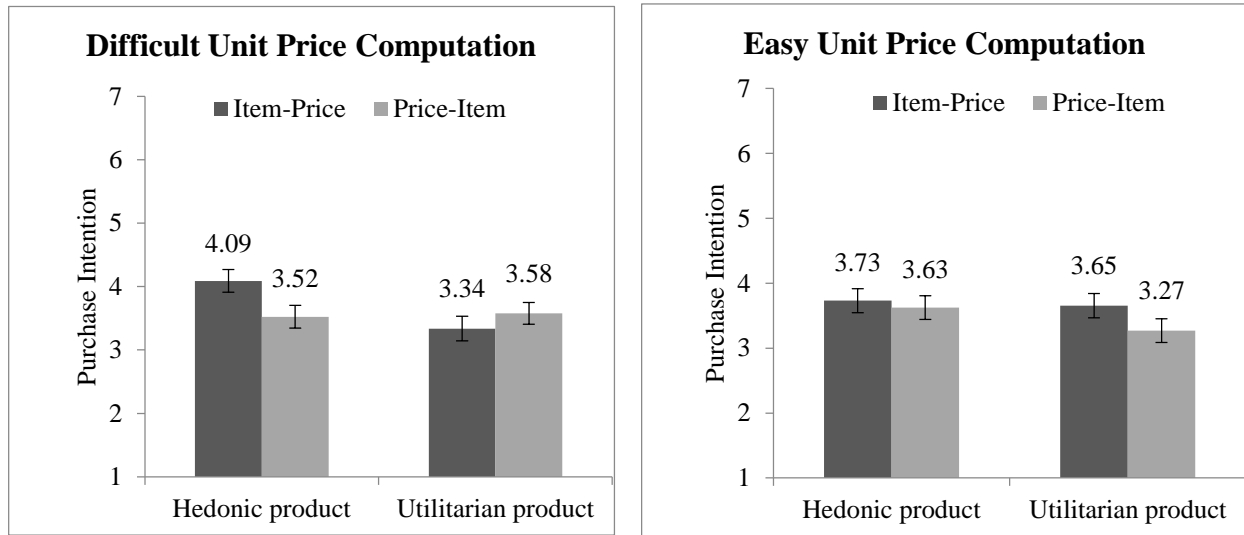 Difficult Unit Price Computation
Item-Price Price-Item
7
6
5
4
3
2
1
Purchase Intention
4.09
3.52
3.34
3.58
Hedonic product Utilitarian product
Easy Unit Price Computation
Item-Price Price-Item
7
6
5
4
3
2
1
Purchase Intention
3.73
3.63
3.65
3.27
Hedonic product Utilitarian product